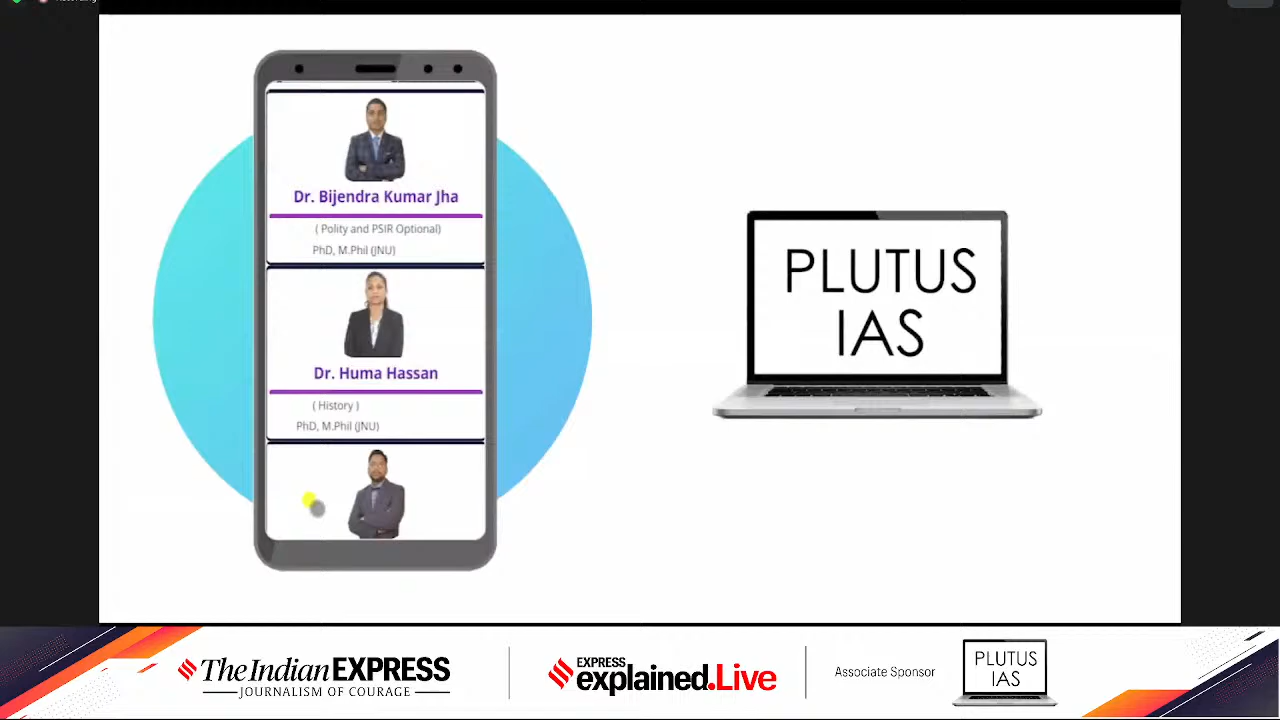 Dr. Bijendra Kumar Jha
( Polity and PSIR Optional)
PhD, M.Phil (JNU)
Dr. Huma Hassan
( History )
PhD, M.Phil (JNU)
PLUTUS
IAS
The Indian EXPRESS
JOURNALISM OF COURAGE
EXPRESS
explained.Live
Associate Sponsor
PLUTUS
IAS